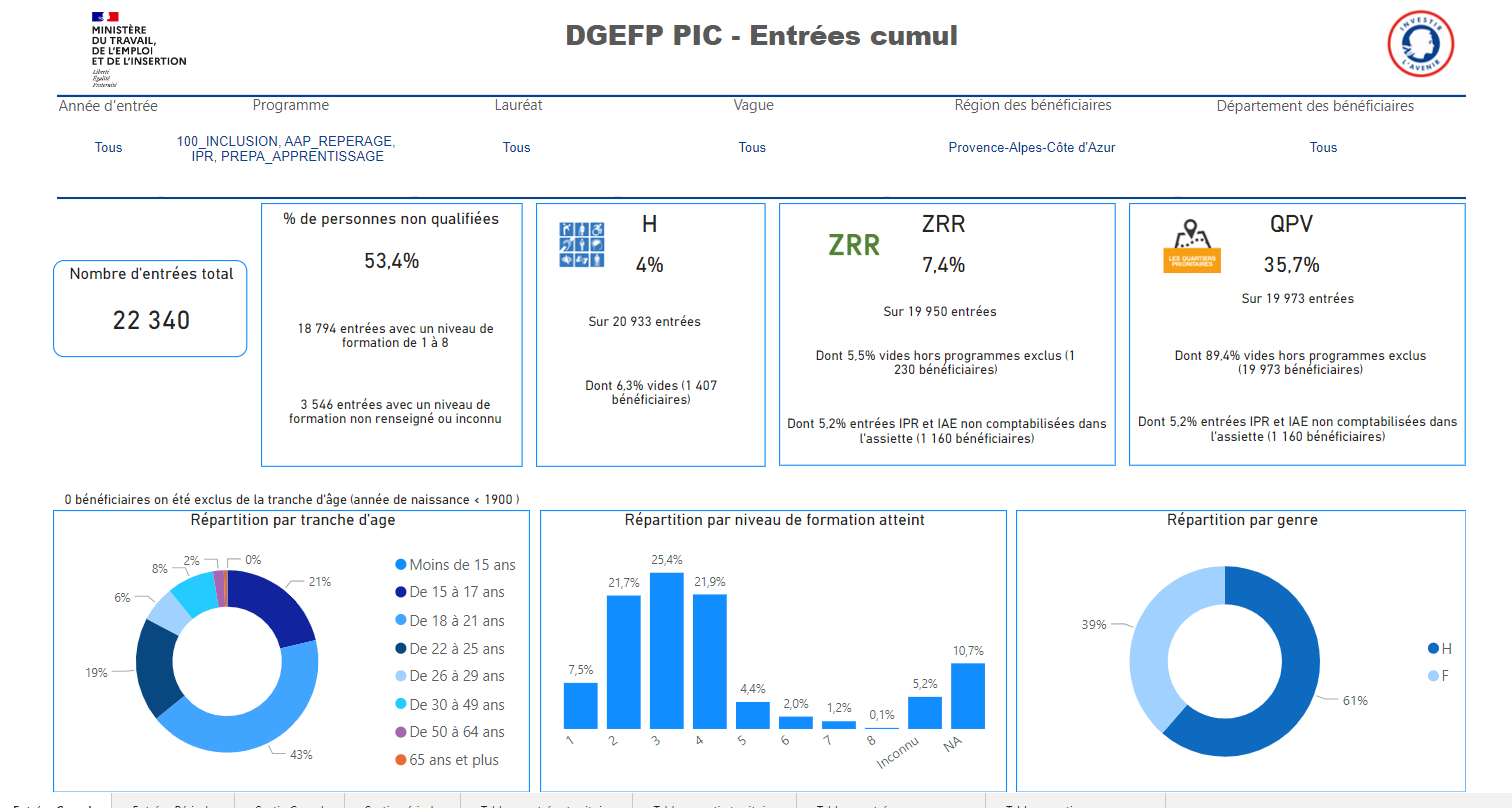 MINISTÈRE
DU TRAVAIL,
DE L'EMPLOI
ET DE L'INSERTION
Liberté
Égalité
Fraternité
DGEFP PIC - Entrées cumul
INVESTIR
L'AVENIR
Année d'entrée
Programme
Lauréat
Vague
Région des bénéficiaires
Département des bénéficiaires
Tous
100_INCLUSION, AAP_REPERAGE,
IPR, PREPA_APPRENTISSAGE
Tous
Tous
Provence-Alpes-Côte d'Azur
Tous
Nombre d'entrées total
22 340
% de personnes non qualifiées
53,4%
18 794 entrées avec un niveau de
formation de 1 à 8
3 546 entrées avec un niveau de
formation non renseigné ou inconnu
H
4%
Sur 20 933 entrées
Dont 6,3% vides (1 407
bénéficiaires)
ZRR
ZRR
7,4%
Sur 19 950 entrées
Dont 5,5% vides hors programmes exclus (1
230 bénéficiaires)
Dont 5,2% entrées IPR et IAE non comptabilisées dans
l'assiette (1 160 bénéficiaires)
LES QUARTIERS
PRIORITAIRES
QPV
35,7%
Sur 19 973 entrées
Dont 89,4% vides hors programmes exclus
(19 973 bénéficiaires)
Dont 5,2% entrées IPR et IAE non comptabilisées dans
l'assiette (1 160 bénéficiaires)
0 bénéficiaires on été exclus de la tranche d'âge (année de naissance < 1900 )
Répartition par tranche d'age
0%
2%
8%
6%
21%
19%
43%
Moins de 15 ans
De 15 à 17 ans
De 18 à 21 ans
De 22 à 25 ans
De 26 à 29 ans
De 30 à 49 ans
De 50 à 64 ans
65 ans et plus
Répartition par niveau de formation atteint
7,5%
21,7%
25,4%
21,9%
4,4%
2,0%
1,2%
0,1%
5,2%
10,7%
1
2
3
4
5
6
7
8
Inconnu
NA
Répartition par genre
39%
61%
H
F